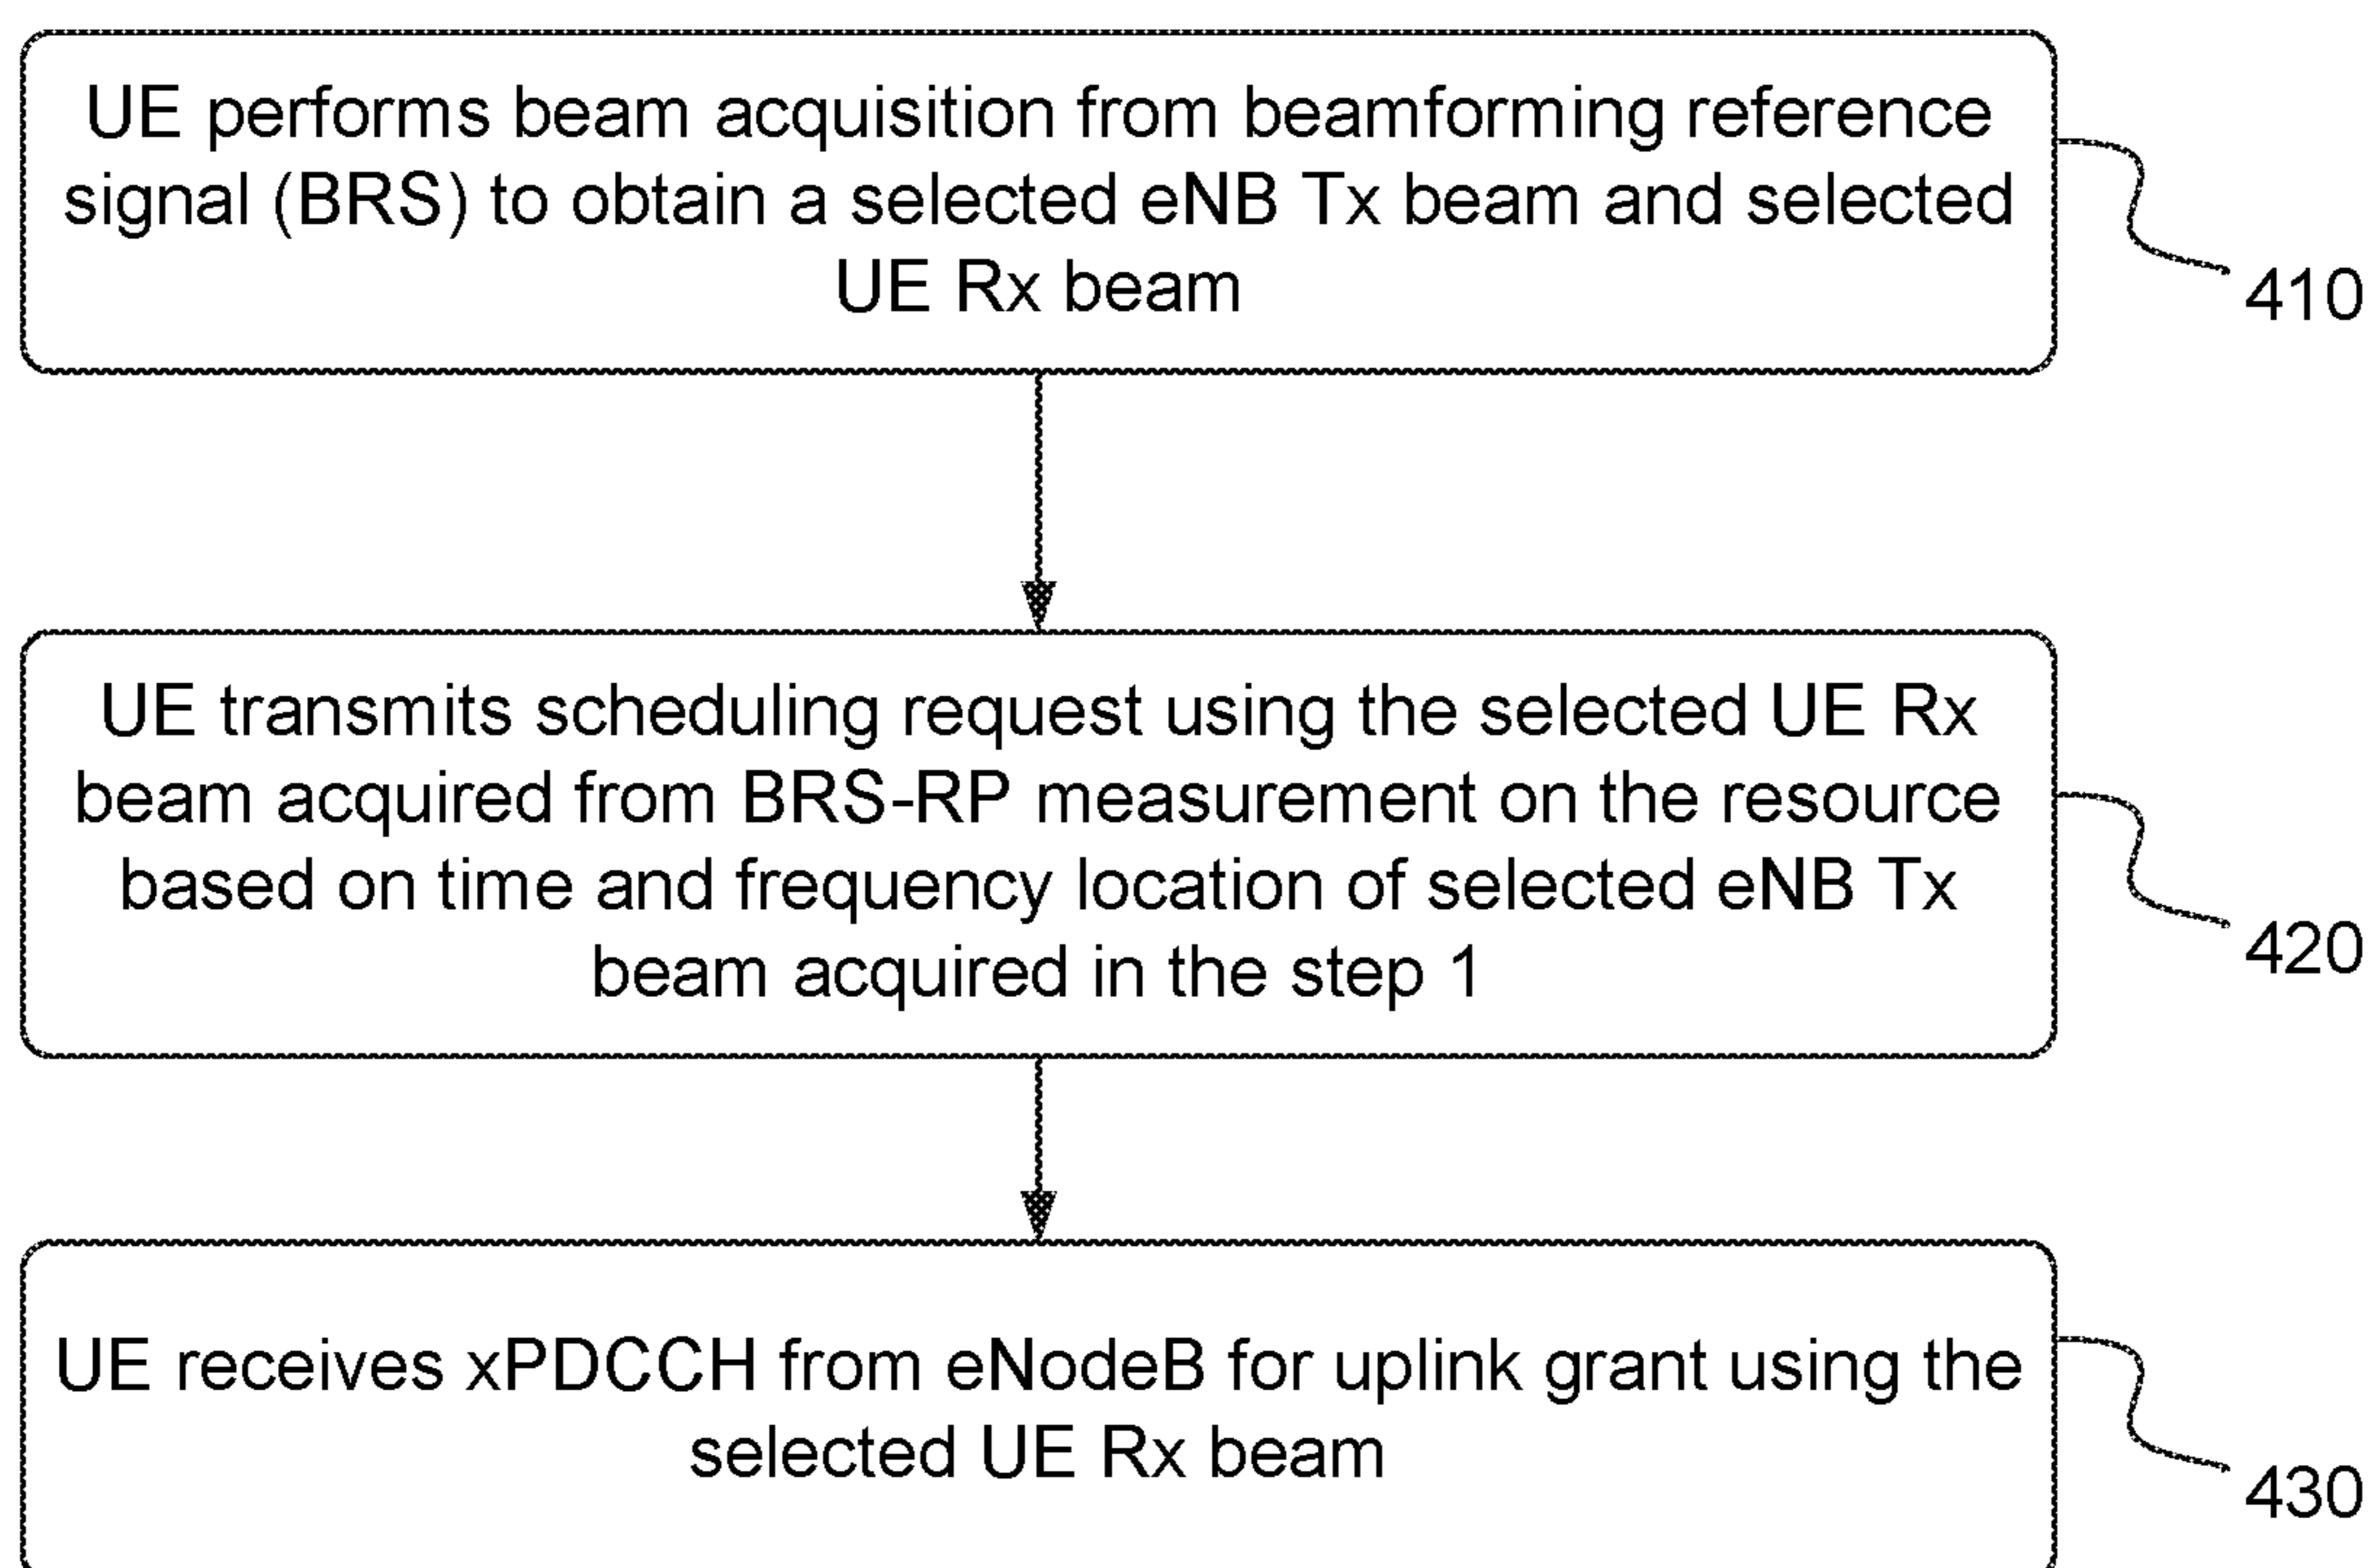 UE performs beam acquisition from beamforming reference
signal (BRS) to obtain a selected eNB Tx beam and selected
UE Rx beam
410
UE transmits scheduling request using the selected UE Rx
beam acquired from BRS-RP measurement on the resource
based on time and frequency location of selected eNB Tx
beam acquired in the step 1
420
UE receives xPDCCH from eNodeB for uplink grant using the
selected UE Rx beam
430